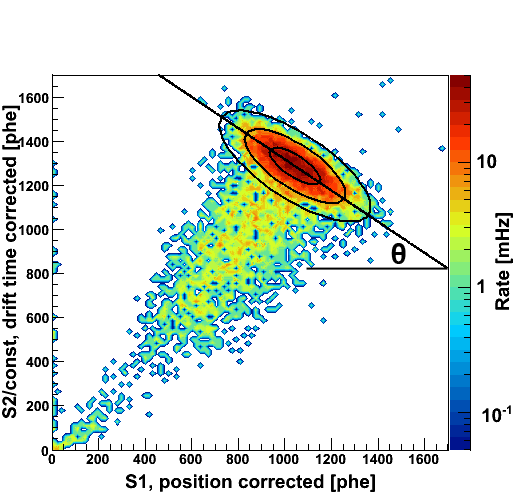 S2/const, drift time corrected [phe]
1600
1400
1200
1000
800
600
400
200
0
0 200 400 600 800 1000 1200 1400 1600
S1, position corrected [phe]
θ
10
1
10⁻¹
Rate [mHz]